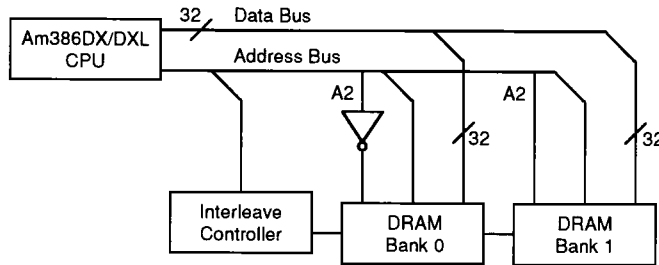 32
Data Bus
Am386DX/DXL
CPU
Address Bus
A2
A2
32
32
Interleave
Controller
DRAM
Bank 0
DRAM
Bank 1